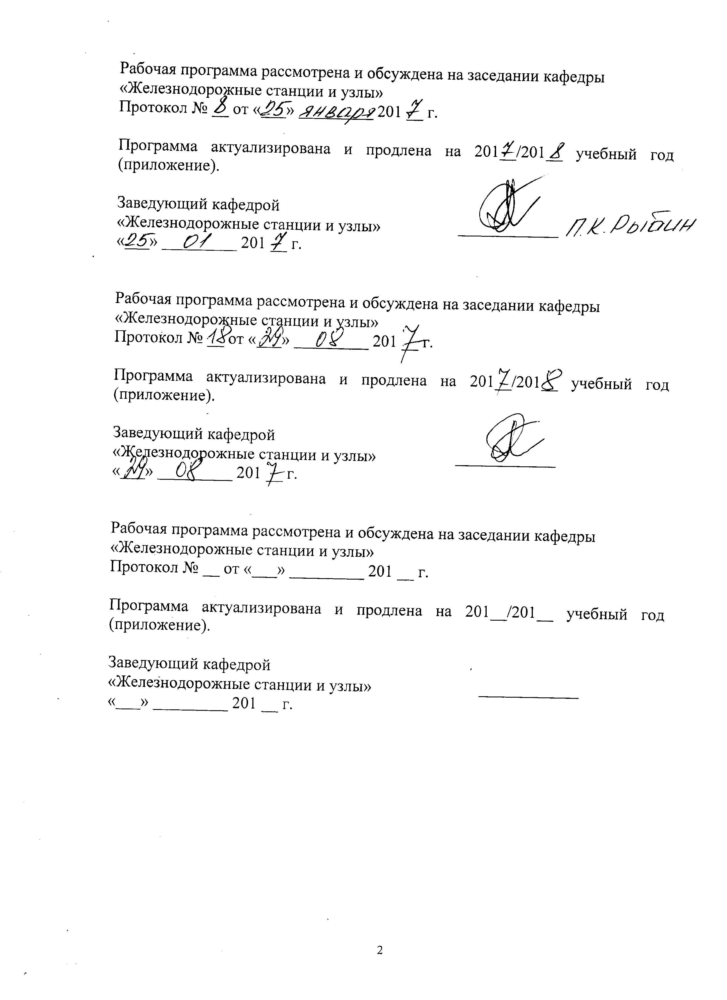 Рабочая программа рассмотрена и обсуждена на заседании кафедры
«Железнодорожные станции и узлы»
Протокол № 8 от «25» января 2017 г.
Программа актуализирована и продлена на 2017/2018 учебный год
(приложение).
Заведующий кафедрой
«Железнодорожные станции и узлы» П.К. Рыбин
«25» 01 2017 г.
Рабочая программа рассмотрена и обсуждена на заседании кафедры
«Железнодорожные станции и узлы»
Протокол № 18 от «29» 08 2017 г.
Программа актуализирована и продлена на 2017/2018 учебный год
(приложение).
Заведующий кафедрой
«Железнодорожные станции и узлы»
«29» 08 2017 г.
Рабочая программа рассмотрена и обсуждена на заседании кафедры
«Железнодорожные станции и узлы»
Протокол № __ от «___» _________ 201 __ г.
Программа актуализирована и продлена на 201__/201__ учебный год
(приложение).
Заведующий кафедрой
«Железнодорожные станции и узлы» ____________
«___» _________ 201 __ г.
2